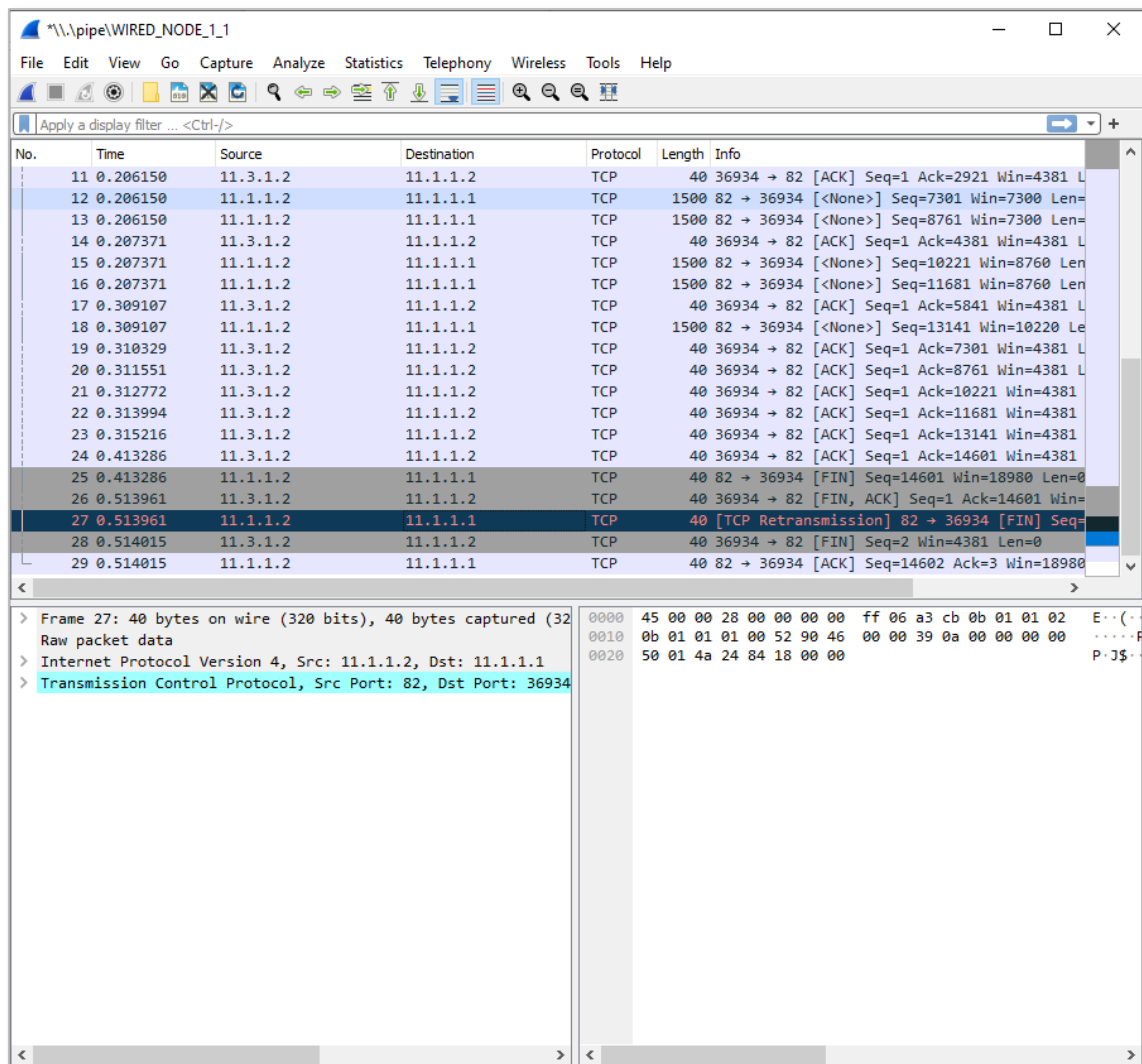 *\\.\pipe\WIRED_NODE_1_1
File Edit View Go Capture Analyze Statistics Telephony Wireless Tools Help
Apply a display filter ... <Ctrl-/>
No. Time Source Destination Protocol Length Info
11 0.206150 11.3.1.2 11.1.1.2 TCP 40 36934 → 82 [ACK] Seq=1 Ack=2921 Win=4381 L
12 0.206150 11.1.1.2 11.1.1.1 TCP 1500 82 → 36934 [<None>] Seq=7301 Win=7300 Len=
13 0.206150 11.1.1.2 11.1.1.1 TCP 1500 82 → 36934 [<None>] Seq=8761 Win=7300 Len=
14 0.207371 11.3.1.2 11.1.1.2 TCP 40 36934 → 82 [ACK] Seq=1 Ack=4381 Win=4381 L
15 0.207371 11.1.1.2 11.1.1.1 TCP 1500 82 → 36934 [<None>] Seq=10221 Win=8760 Len
16 0.207371 11.1.1.2 11.1.1.1 TCP 1500 82 → 36934 [<None>] Seq=11681 Win=8760 Len
17 0.309107 11.3.1.2 11.1.1.2 TCP 40 36934 → 82 [ACK] Seq=1 Ack=5841 Win=4381 L
18 0.309107 11.1.1.2 11.1.1.1 TCP 1500 82 → 36934 [<None>] Seq=13141 Win=10220 Le
19 0.310329 11.3.1.2 11.1.1.2 TCP 40 36934 → 82 [ACK] Seq=1 Ack=7301 Win=4381 L
20 0.311551 11.3.1.2 11.1.1.2 TCP 40 36934 → 82 [ACK] Seq=1 Ack=8761 Win=4381 L
21 0.312772 11.3.1.2 11.1.1.2 TCP 40 36934 → 82 [ACK] Seq=1 Ack=10221 Win=4381
22 0.313994 11.3.1.2 11.1.1.2 TCP 40 36934 → 82 [ACK] Seq=1 Ack=11681 Win=4381
23 0.315216 11.3.1.2 11.1.1.2 TCP 40 36934 → 82 [ACK] Seq=1 Ack=13141 Win=4381
24 0.413286 11.3.1.2 11.1.1.2 TCP 40 36934 → 82 [ACK] Seq=1 Ack=14601 Win=4381
25 0.413286 11.1.1.2 11.1.1.1 TCP 40 82 → 36934 [FIN] Seq=14601 Win=18980 Len=0
26 0.513961 11.3.1.2 11.1.1.2 TCP 40 36934 → 82 [FIN, ACK] Seq=1 Ack=14601 Win=
27 0.513961 11.1.1.2 11.1.1.1 TCP 40 [TCP Retransmission] 82 → 36934 [FIN] Seq=
28 0.514015 11.3.1.2 11.1.1.2 TCP 40 36934 → 82 [FIN] Seq=2 Win=4381 Len=0
29 0.514015 11.1.1.2 11.1.1.1 TCP 40 82 → 36934 [ACK] Seq=14602 Ack=3 Win=18980
Frame 27: 40 bytes on wire (320 bits), 40 bytes captured (32
Raw packet data
Internet Protocol Version 4, Src: 11.1.1.2, Dst: 11.1.1.1
Transmission Control Protocol, Src Port: 82, Dst Port: 36934
0000 45 00 00 28 00 00 00 00 ff 06 a3 cb 0b 01 01 02 E··(·
0010 0b 01 01 01 00 52 90 46 00 00 39 0a 00 00 00 00 ·····R
0020 50 01 4a 24 84 18 00 00 P·J$··